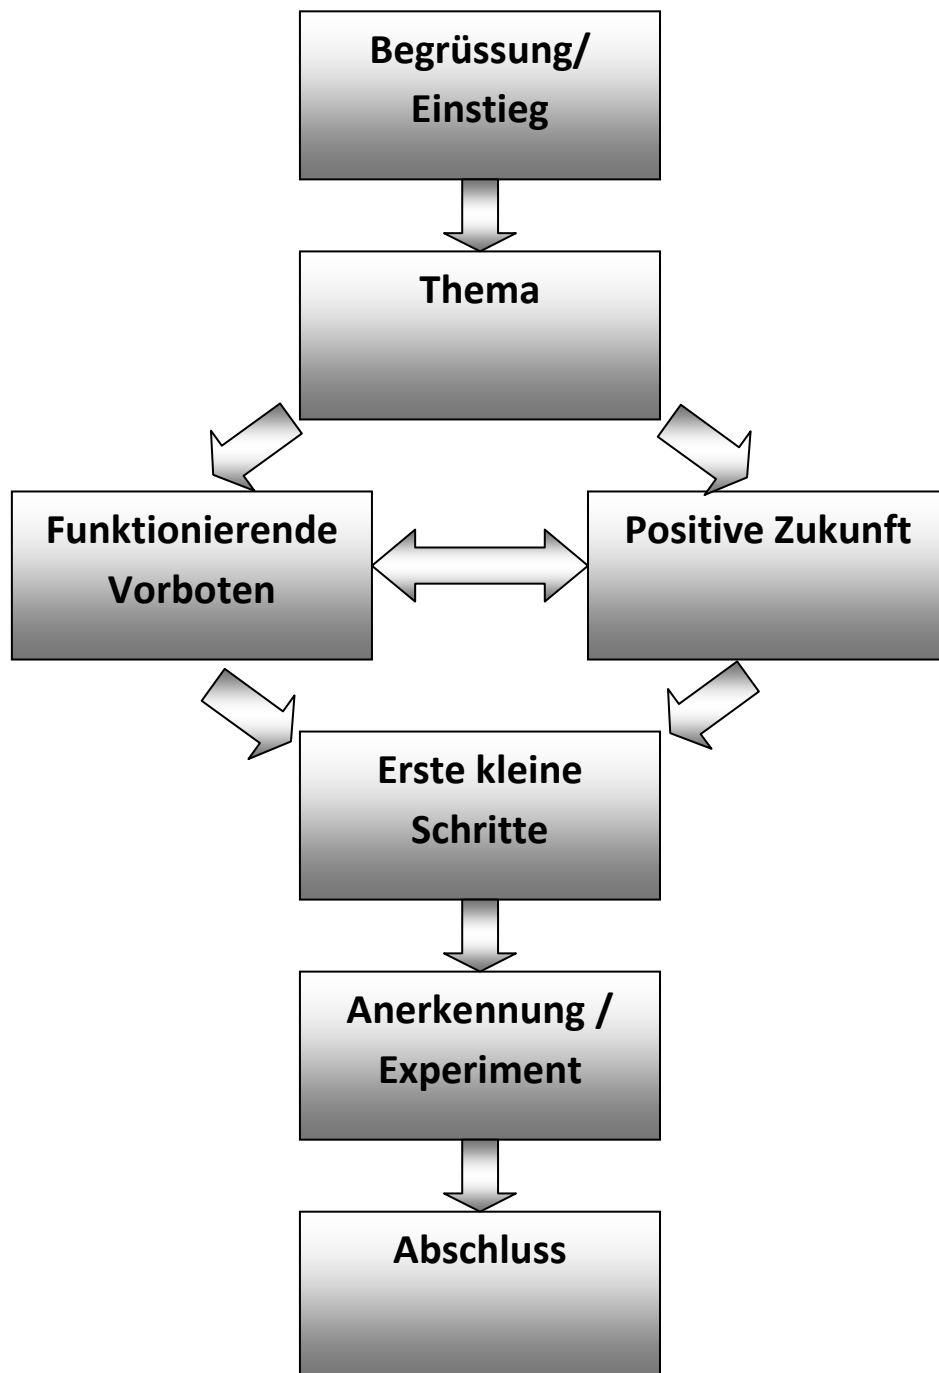 Begrüssung/
Einstieg
Thema
Funktionierende
Vorboten
Positive Zukunft
Erste kleine
Schritte
Anerkennung /
Experiment
Abschluss